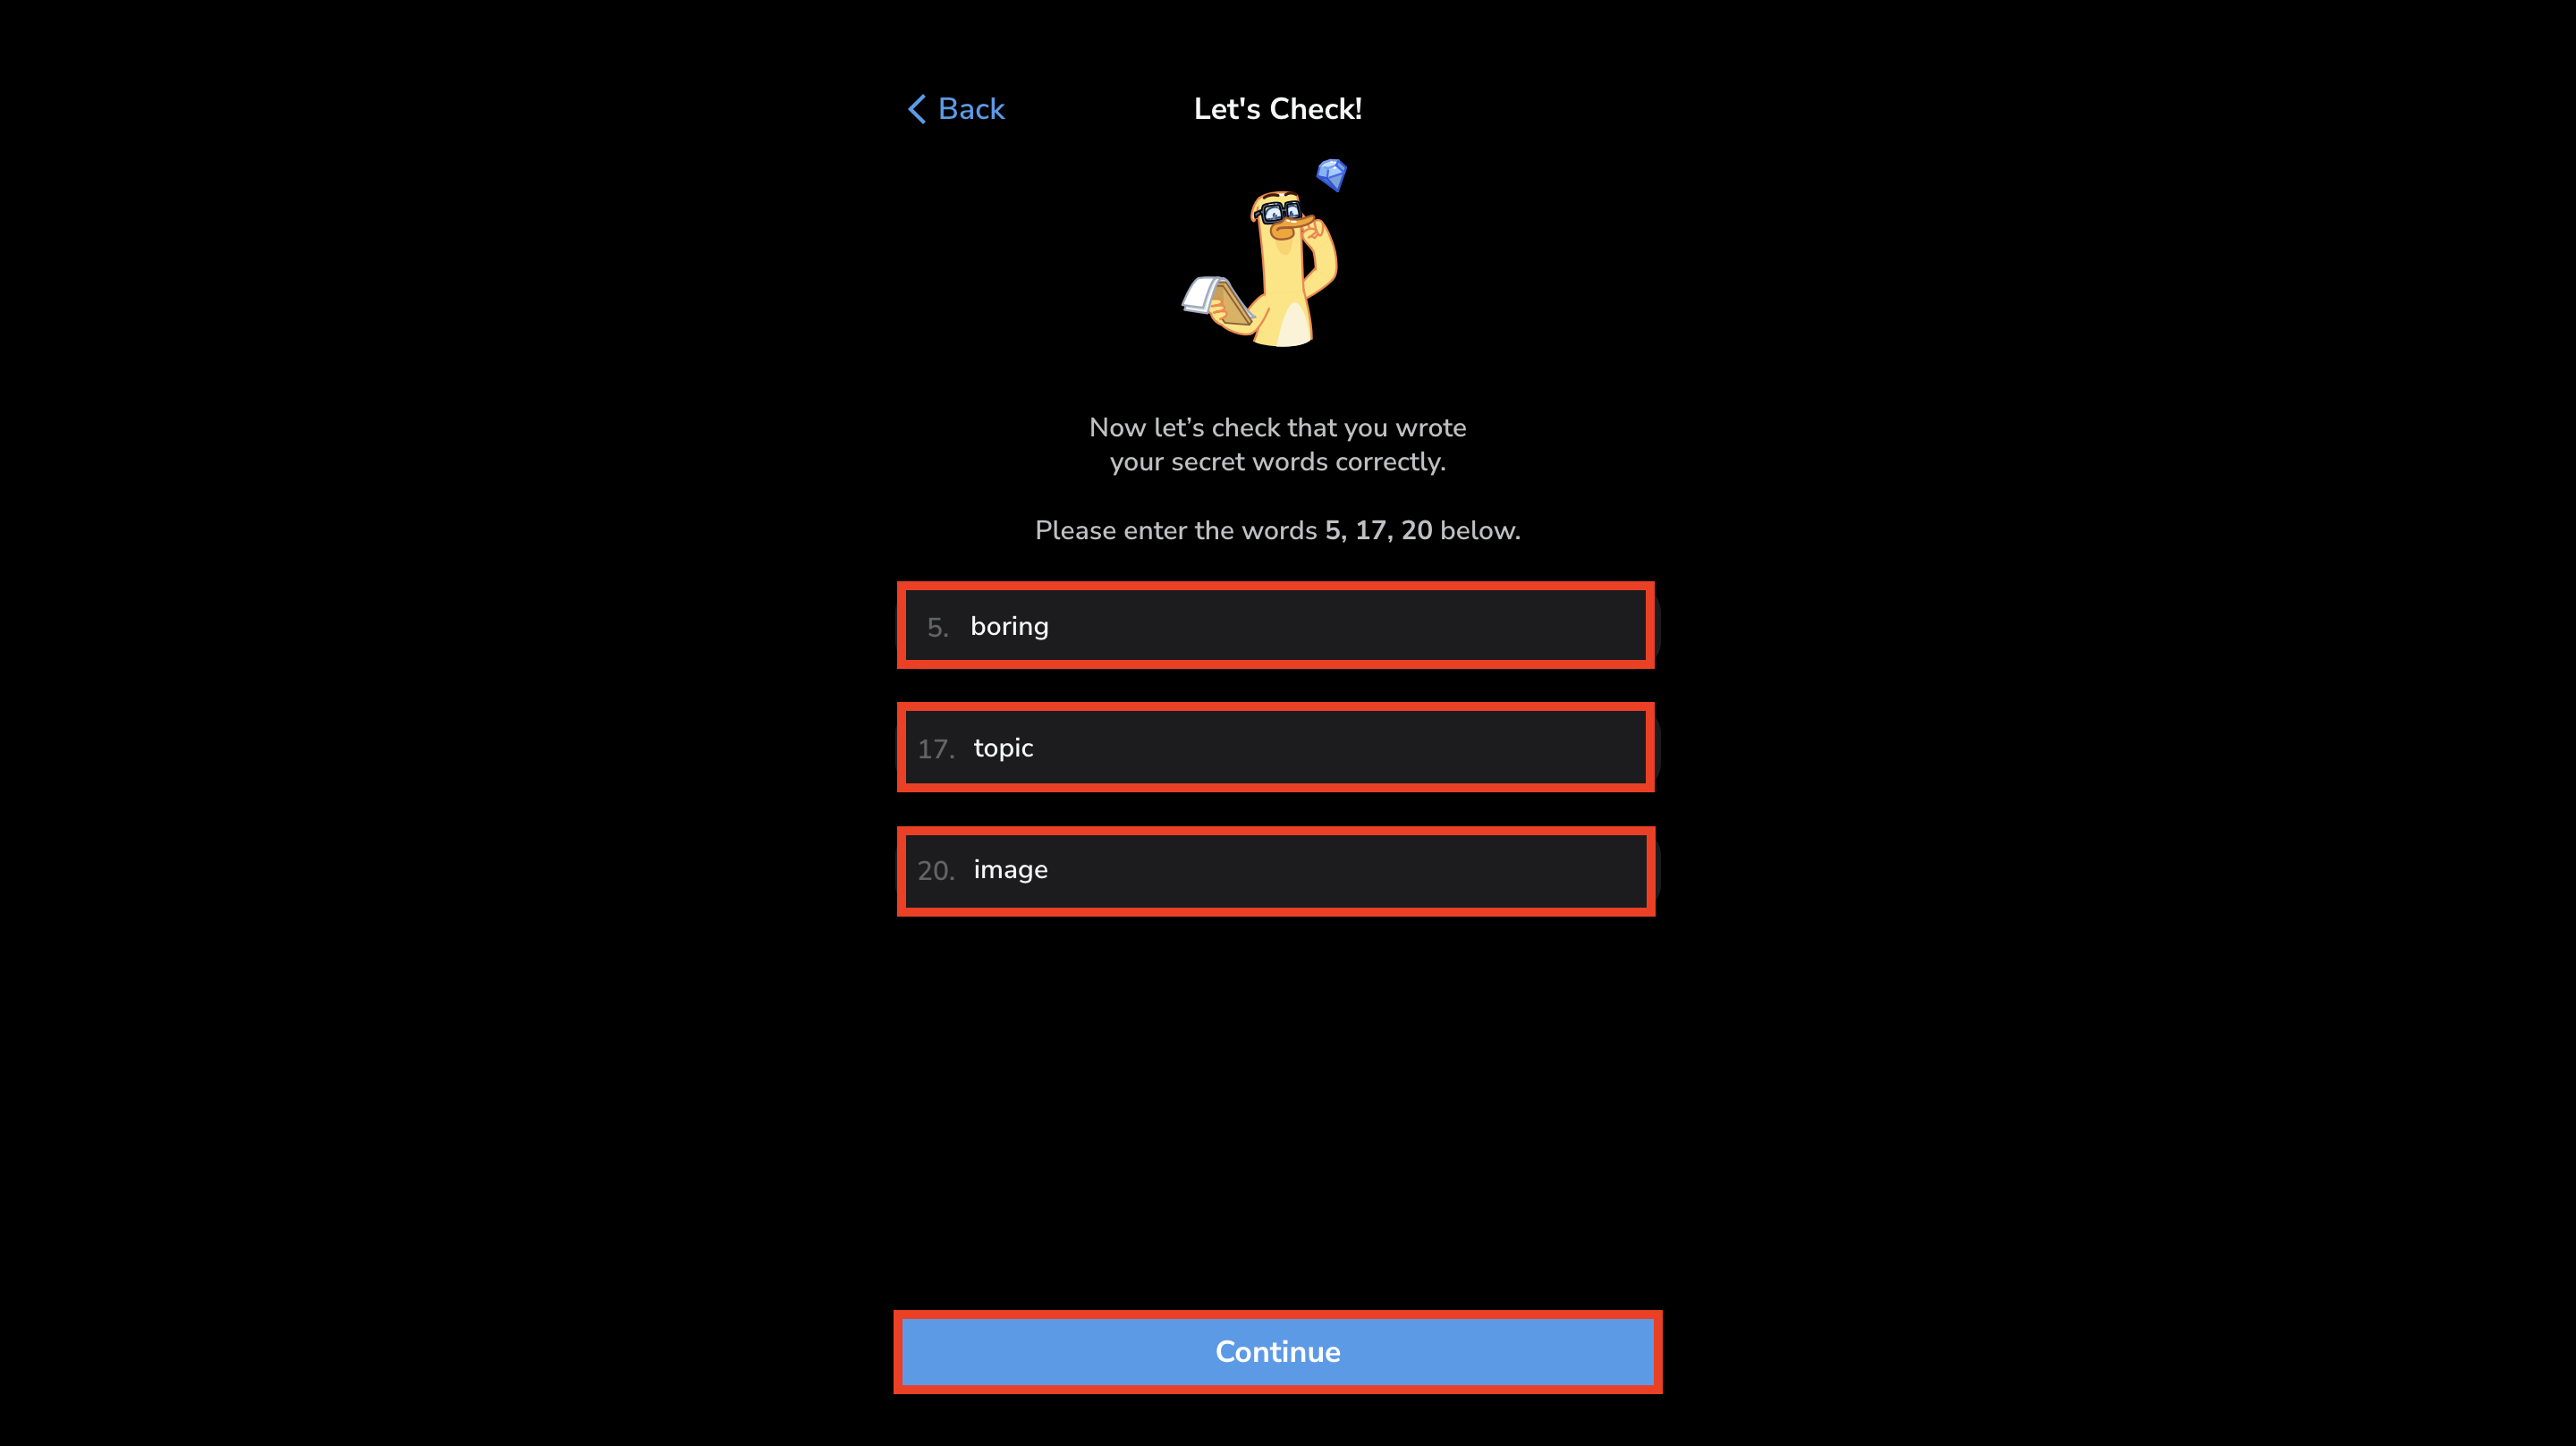 Back
Let's Check!
Now let’s check that you wrote
your secret words correctly.
Please enter the words 5, 17, 20 below.
5. boring
17. topic
20. image
Continue